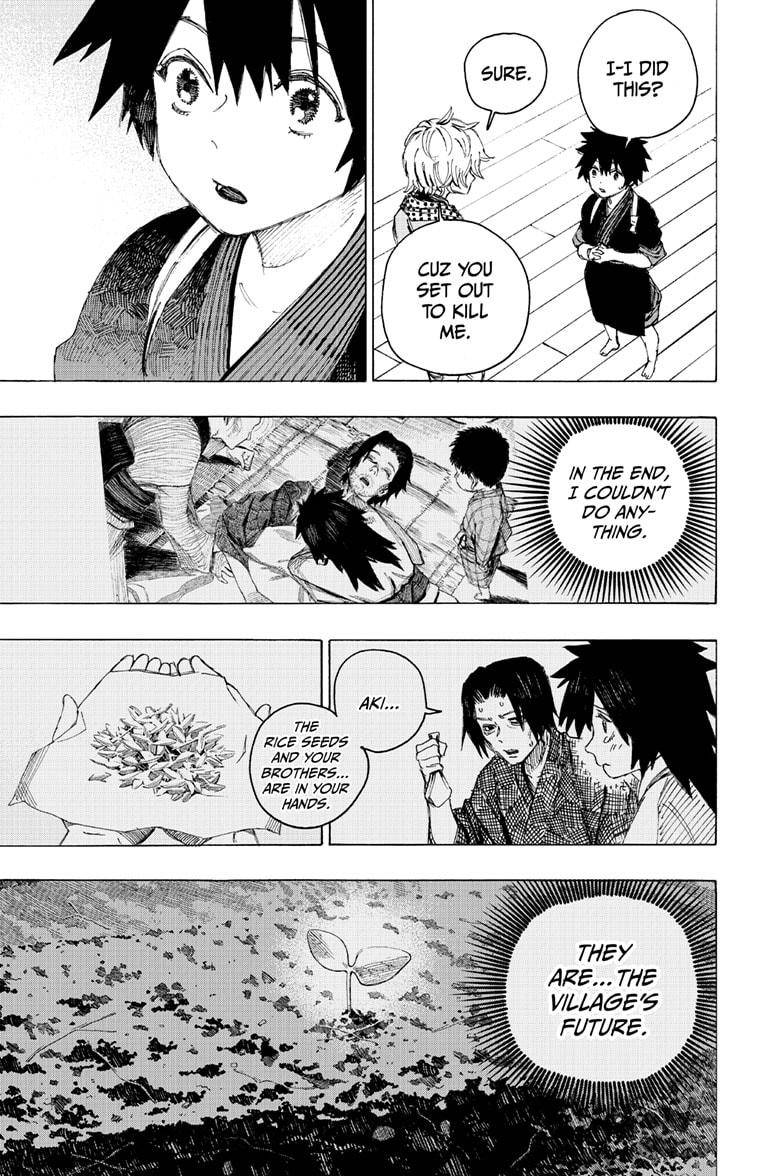 I-I DID
THIS?
SURE.
CUZ YOU
SET OUT
TO KILL
ME.
IN THE END,
I COULDN'T
DO ANY-
THING.
AKI...
THE
RICE SEEDS
AND YOUR
BROTHERS...
ARE IN YOUR
HANDS.
THEY
ARE...THE
VILLAGE'S
FUTURE.